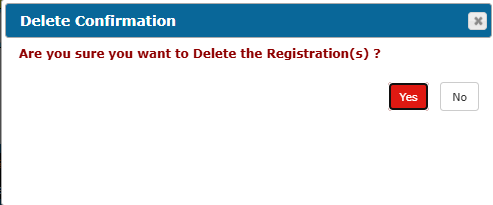 Delete Confirmation
Are you sure you want to Delete the Registration(s) ?
Yes No